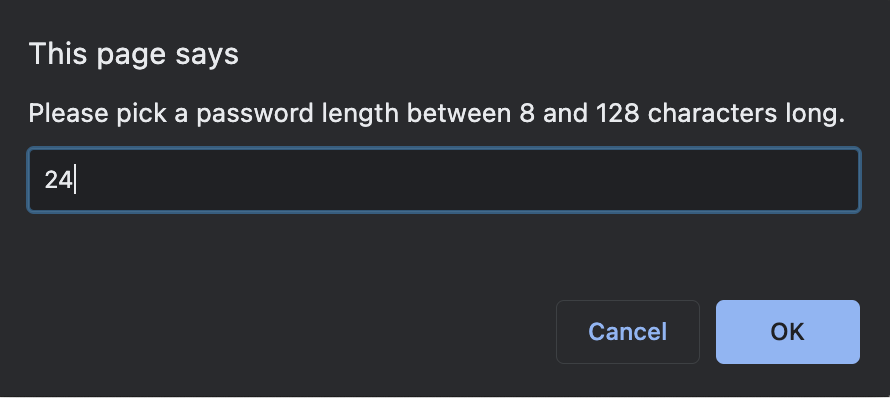 This page says
Please pick a password length between 8 and 128 characters long.
24
Cancel OK